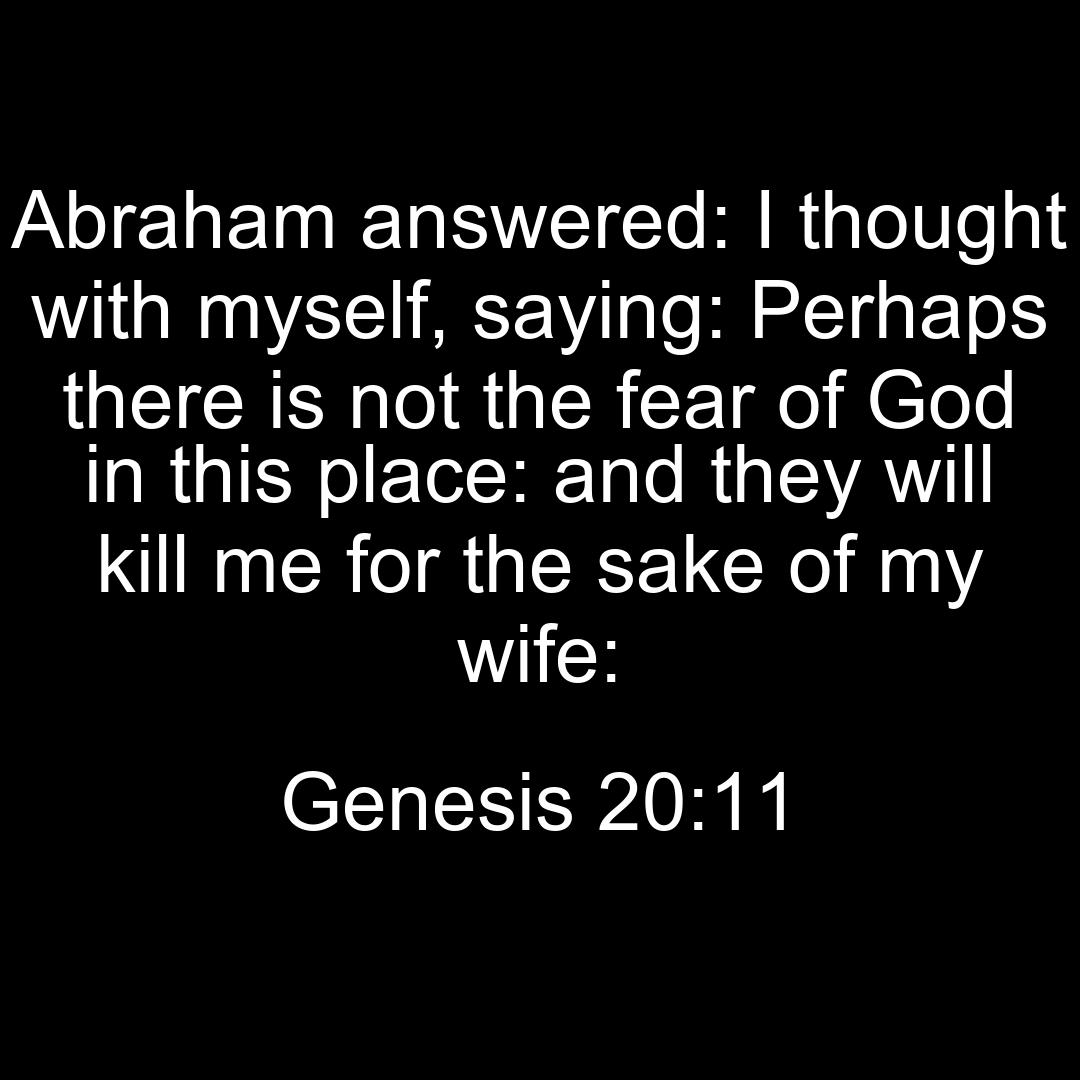 Abraham answered: I thought
with myself, saying: Perhaps
there is not the fear of God
in this place: and they will
kill me for the sake of my
wife:
Genesis 20:11